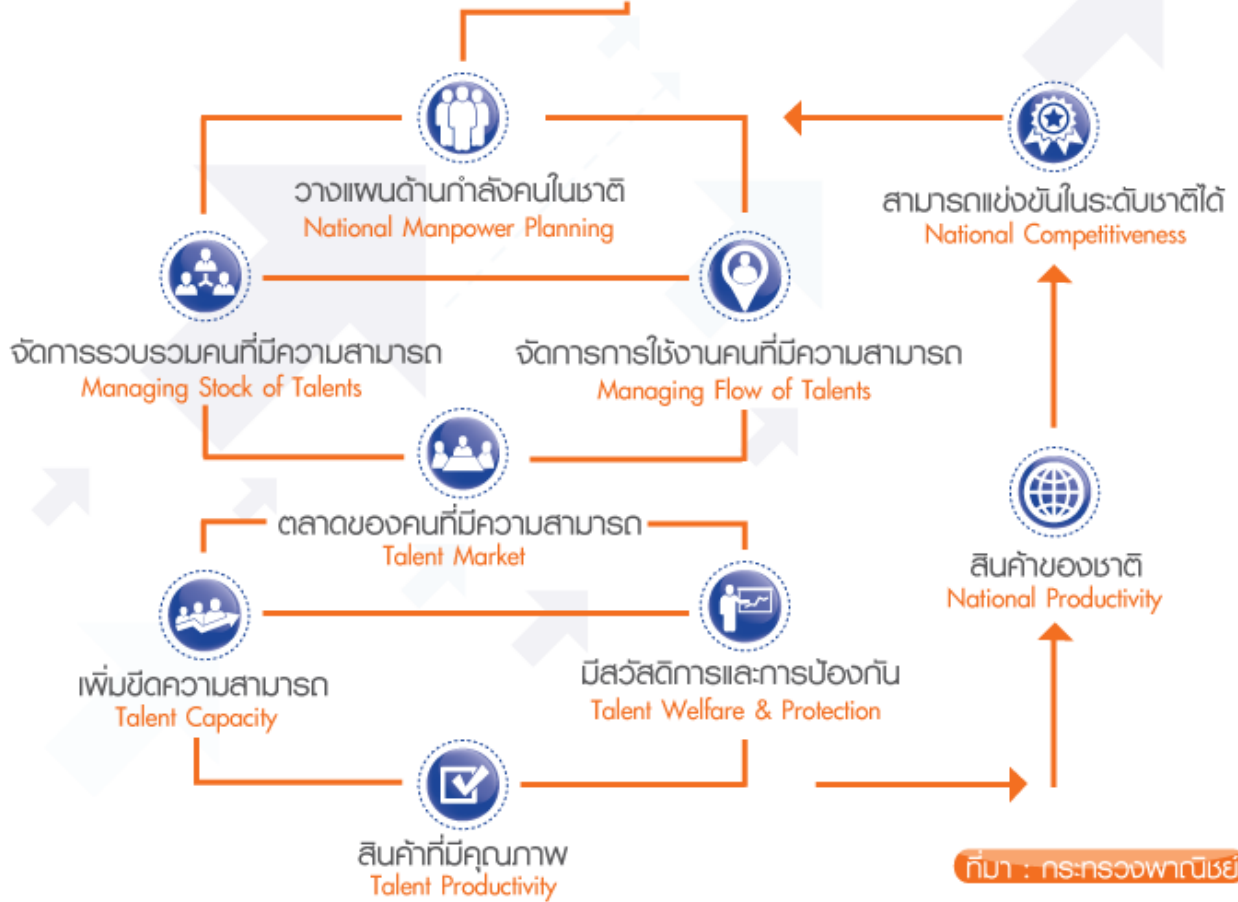 วางแผนด้านกำลังคนในชาติ
National Manpower Planning
สามารถแข่งขันในระดับชาติได้
National Competitiveness
จัดการรวบรวมคนที่มีความสามารถ
Managing Stock of Talents
จัดการการใช้งานคนที่มีความสามารถ
Managing Flow of Talents
ตลาดของคนที่มีความสามารถ
Talent Market
สินค้าของชาติ
National Productivity
เพิ่มขีดความสามารถ
Talent Capacity
มีสวัสดิการและการป้องกัน
Talent Welfare & Protection
สินค้าที่มีคุณภาพ
Talent Productivity
ที่มา : กระทรวงพาณิชย์